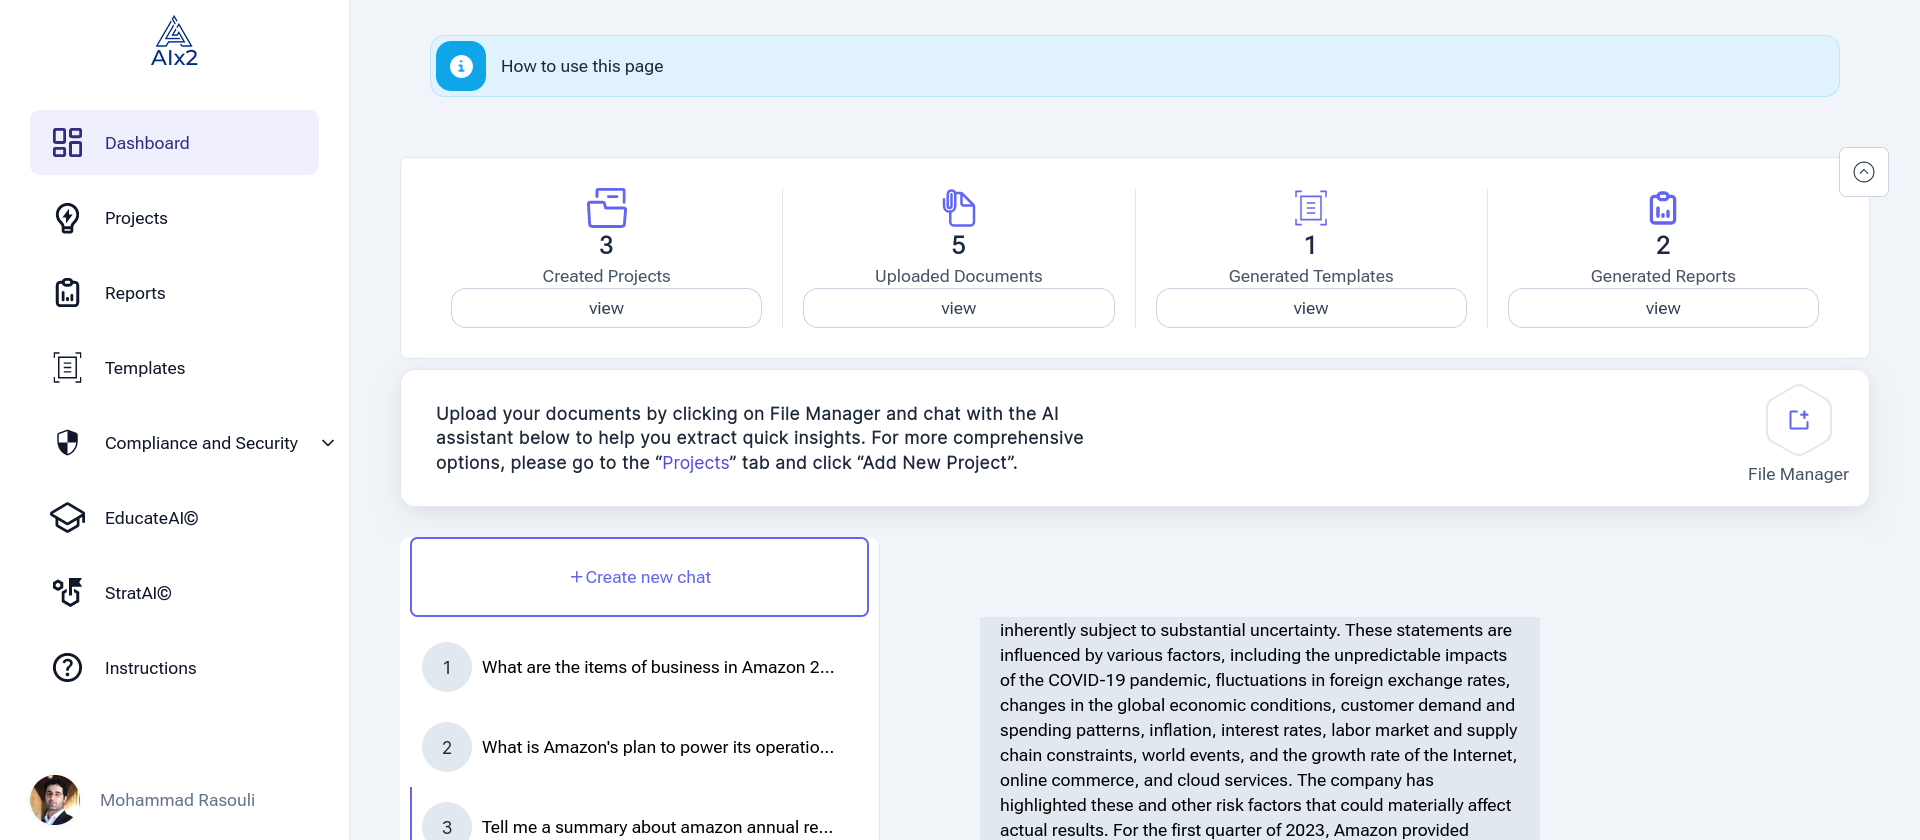 AIx2
Dashboard
Projects
Reports
Templates
Compliance and Security
EducateAI©
StratAI©
Instructions
Mohammad Rasouli
How to use this page
3
Created Projects
view
5
Uploaded Documents
view
1
Generated Templates
view
2
Generated Reports
view
Upload your documents by clicking on File Manager and chat with the AI
assistant below to help you extract quick insights. For more comprehensive
options, please go to the “Projects” tab and click “Add New Project”.
File Manager
+Create new chat
1 What are the items of business in Amazon 2...
2 What is Amazon's plan to power its operatio...
3 Tell me a summary about amazon annual re...
inherently subject to substantial uncertainty. These statements are
influenced by various factors, including the unpredictable impacts
of the COVID-19 pandemic, fluctuations in foreign exchange rates,
changes in the global economic conditions, customer demand and
spending patterns, inflation, interest rates, labor market and supply
chain constraints, world events, and the growth rate of the Internet,
online commerce, and cloud services. The company has
highlighted these and other risk factors that could materially affect
actual results. For the first quarter of 2023, Amazon provided